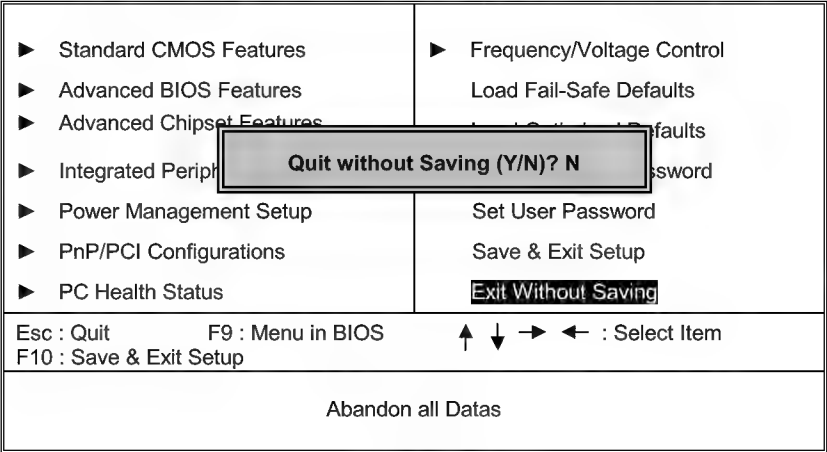 Standard CMOS Features
Advanced BIOS Features
Advanced Chipset Features
Integrated
Power Management Setup
PnP/PCI Configurations
PC Health Status
Frequency/Voltage Control
Load Fail-Safe Defaults
Set User Password
Save & Exit Setup
Exit Without Saving
Quit without Saving (Y/N)? N
Esc : Quit F9 : Menu in BIOS : Select Item
F10 : Save & Exit Setup
Abandon all Datas